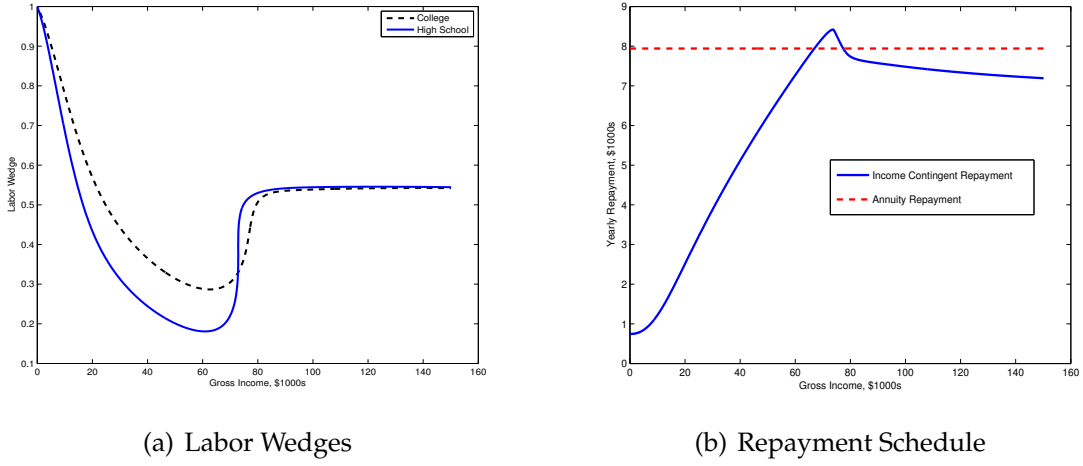 1
0.9
0.8
0.7
0.6
0.5
0.4
0.3
0.2
0.1
0 20 40 60 80 100 120 140 160
Labor Wedge
Gross Income, $1000s
College
High School
(a) Labor Wedges
9
8
7
6
5
4
3
2
1
0
0 20 40 60 80 100 120 140 160
Yearly Repayment, $1000s
Gross Income, $1000s
Income Contingent Repayment
Annuity Repayment
(b) Repayment Schedule